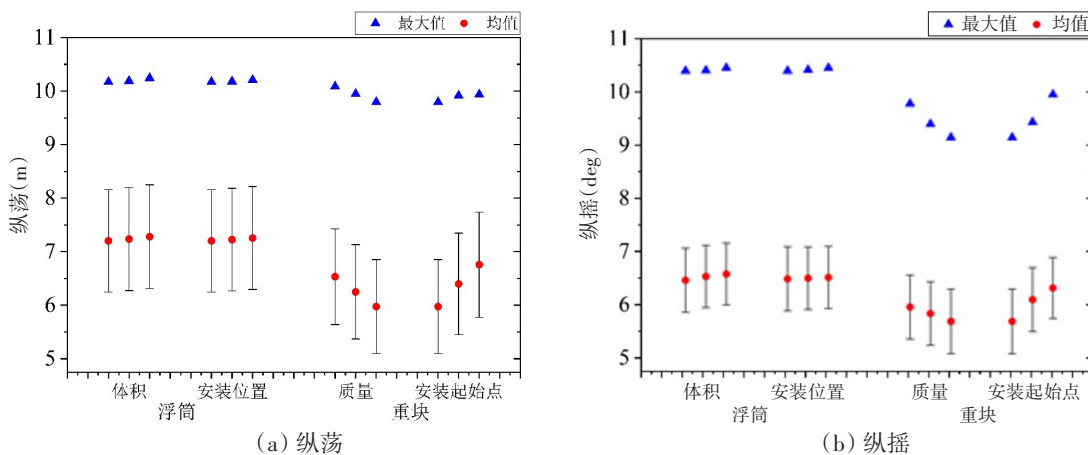 最大值 均值
11
10
9
8
7
6
5
纵荡(m)
体积 安装位置 质量 安装起始点
浮筒 重块
(a) 纵荡
最大值 均值
11
10
9
8
7
6
5
纵摇(deg)
体积 安装位置 质量 安装起始点
浮筒 重块
(b) 纵摇